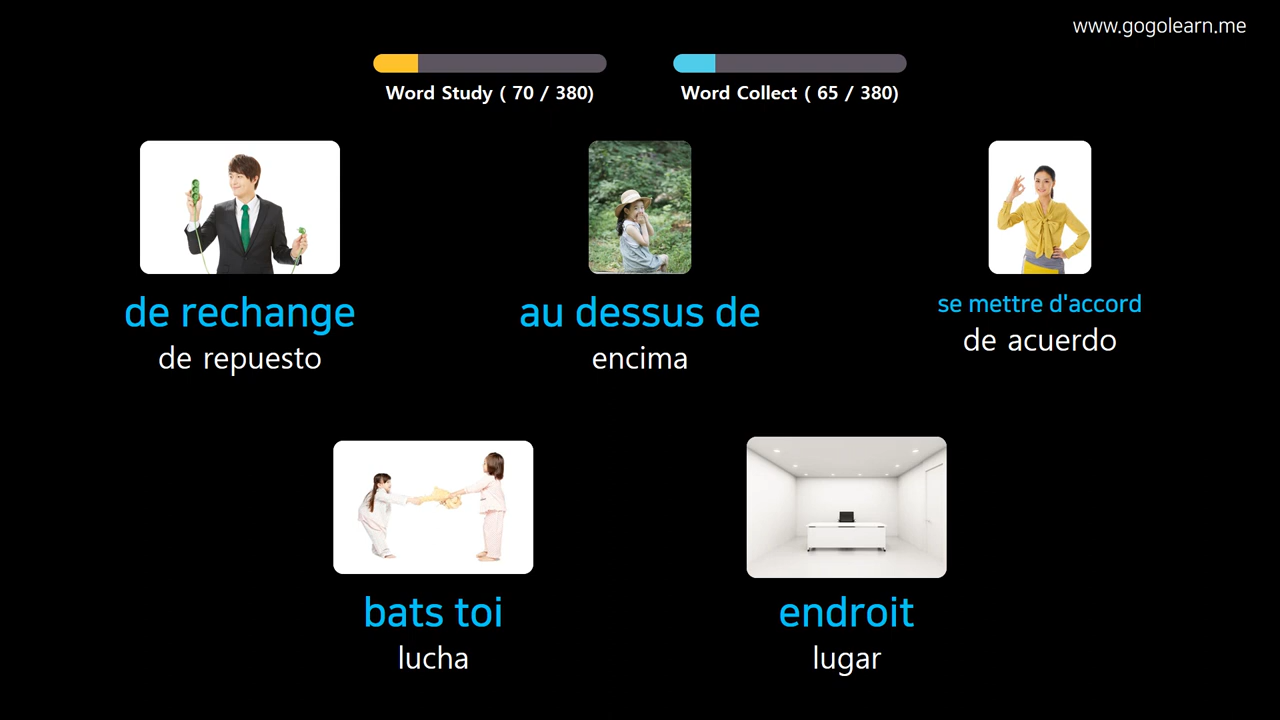 www.gogolearn.me
Word Study ( 70 / 380)
Word Collect ( 65 / 380)
de rechange
de repuesto
au dessus de
encima
se mettre d'accord
de acuerdo
bats toi
lucha
endroit
lugar